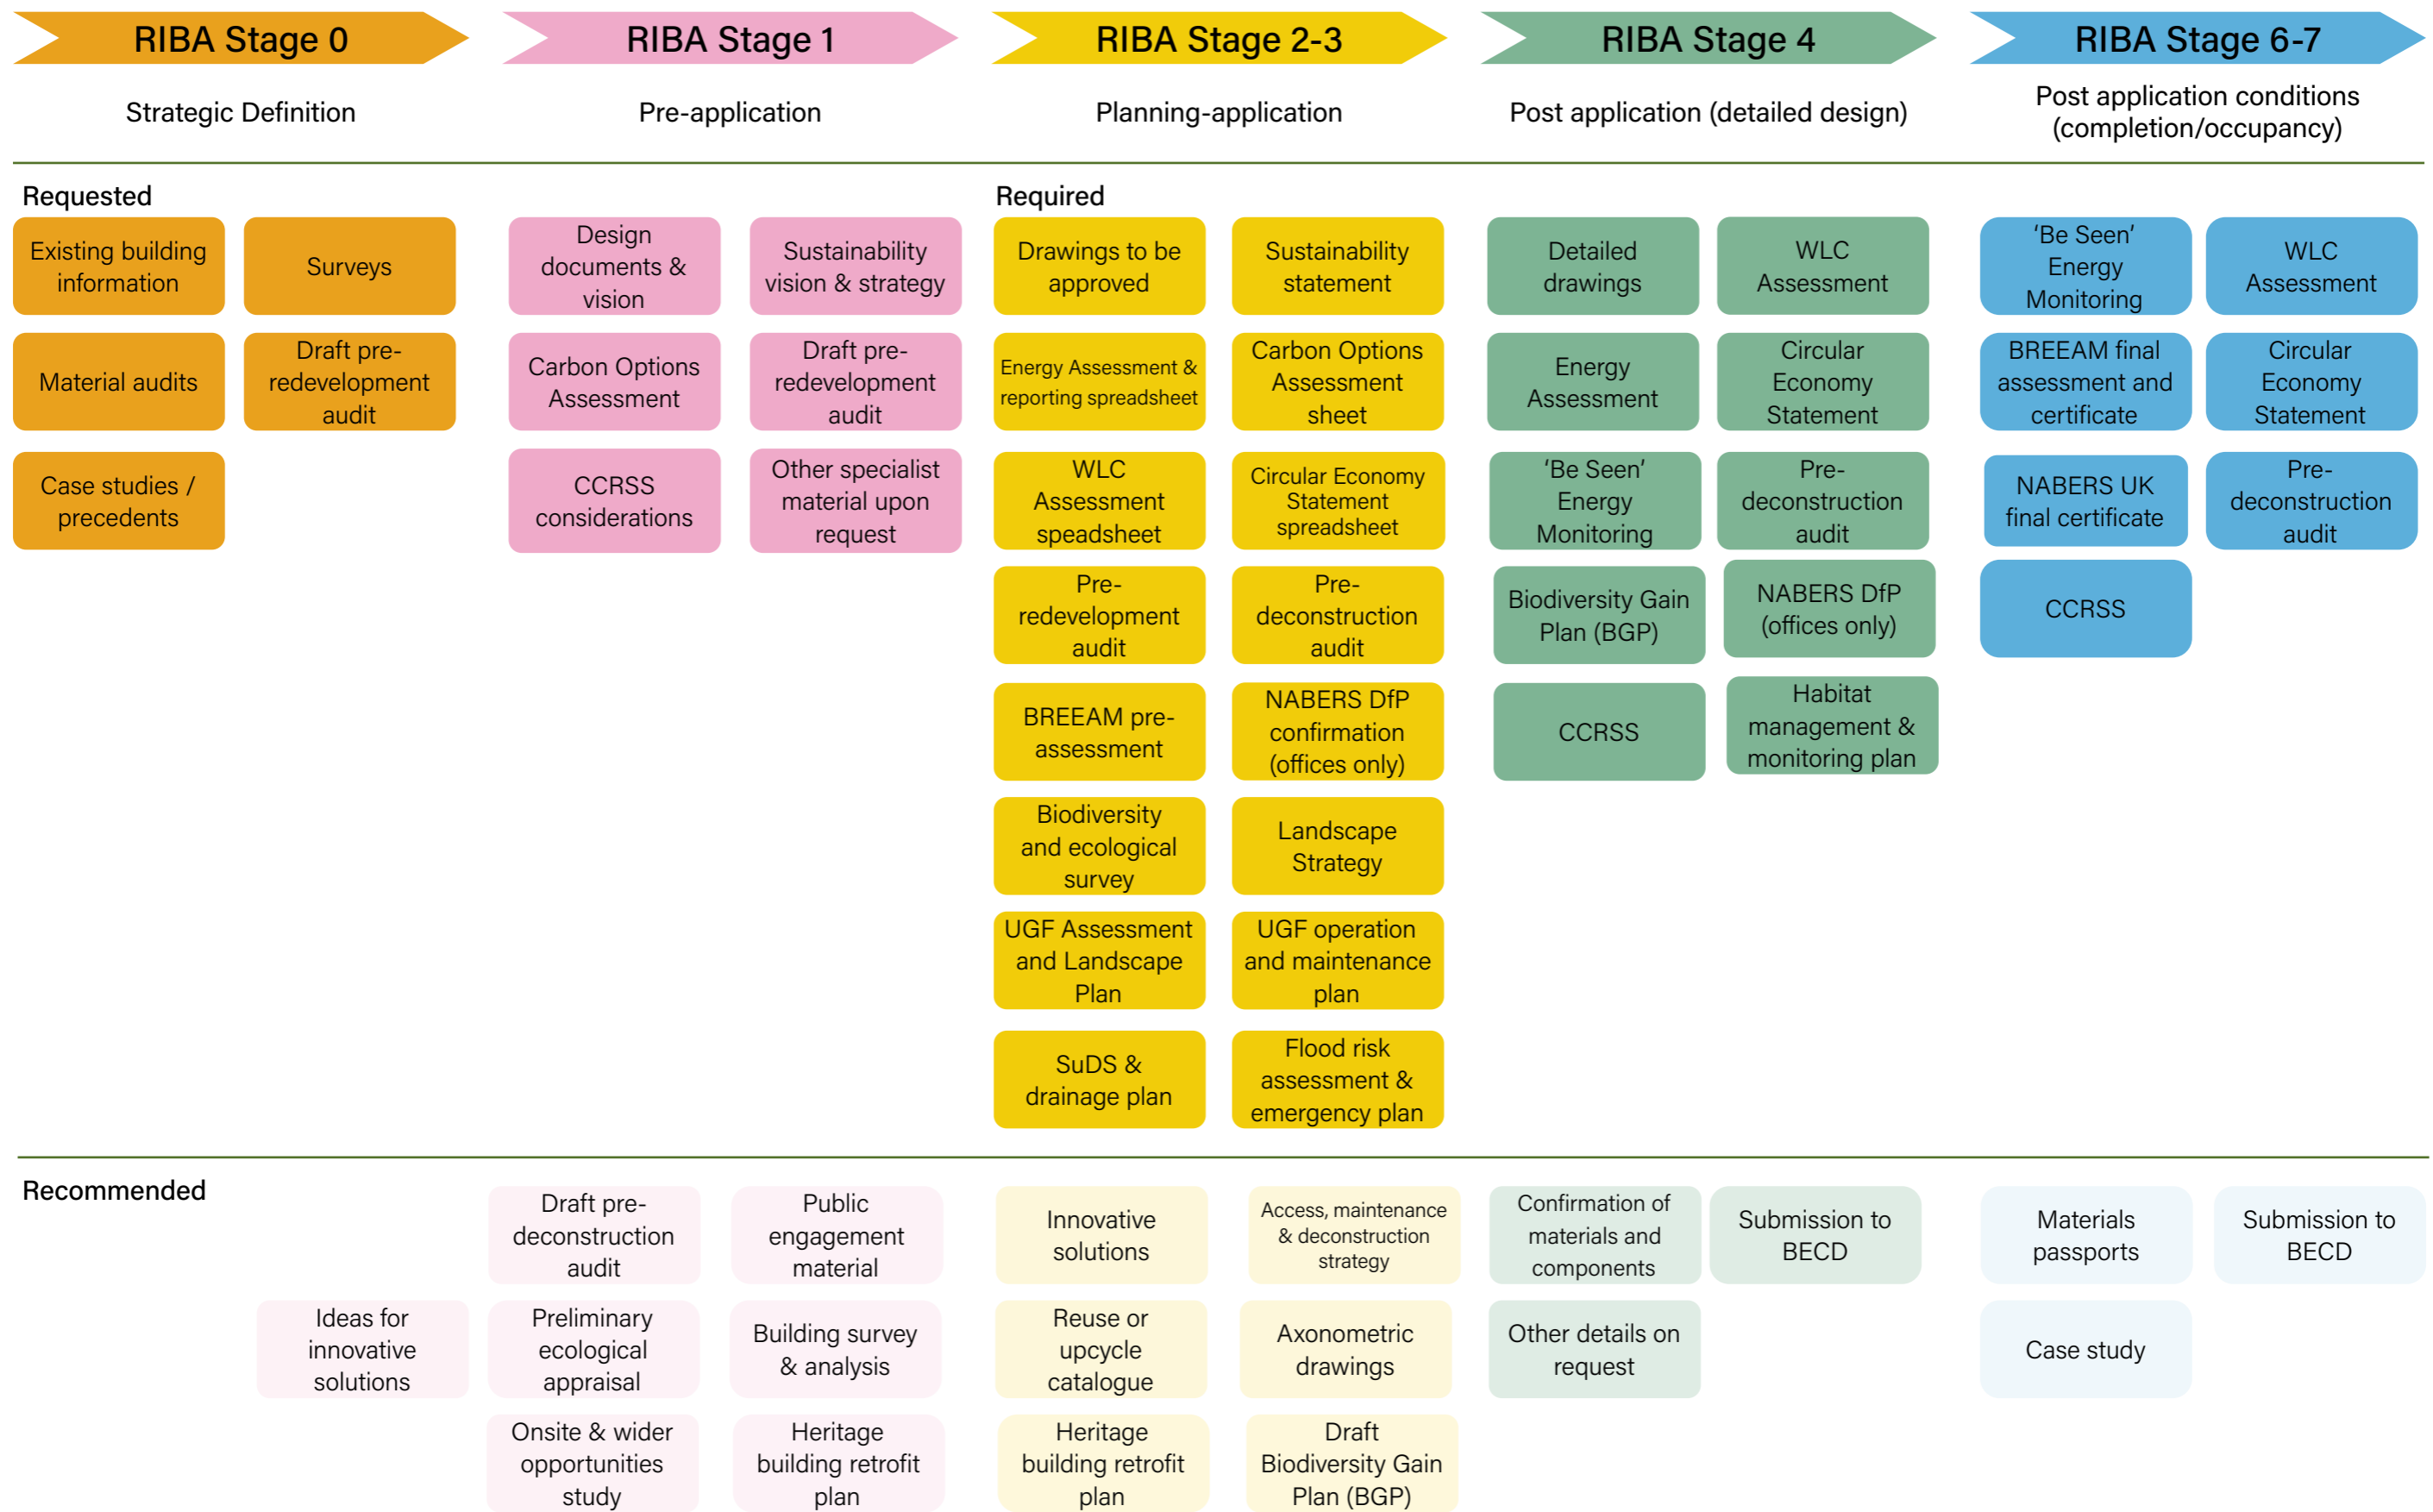 RIBA Stage 0
RIBA Stage 1
RIBA Stage 2-3
RIBA Stage 4
RIBA Stage 6-7
Strategic Definition
Pre-application
Planning-application
Post application (detailed design)
Post application conditions
(completion/occupancy)
Requested
Existing building
information
Surveys
Material audits
Draft pre-
redevelopment
audit
Case studies /
precedents
Design
documents &
vision
Sustainability
vision & strategy
Carbon Options
Assessment
Draft pre-
redevelopment
audit
CCRSS
considerations
Other specialist
material upon
request
Required
Drawings to be
approved
Sustainability
statement
Energy Assessment &
reporting spreadsheet
Carbon Options
Assessment
sheet
WLC
Assessment
speadsheet
Circular Economy
Statement
spreadsheet
Pre-
redevelopment
audit
Pre-
deconstruction
audit
BREEAM pre-
assessment
NABERS DfP
confirmation
(offices only)
Biodiversity
and ecological
survey
Landscape
Strategy
UGF Assessment
and Landscape
Plan
UGF operation
and maintenance
plan
SuDS &
drainage plan
Flood risk
assessment &
emergency plan
Detailed
drawings
WLC
Assessment
Energy
Assessment
Circular
Economy
Statement
‘Be Seen’
Energy
Monitoring
Pre-
deconstruction
audit
Biodiversity Gain
Plan (BGP)
NABERS DfP
(offices only)
CCRSS
Habitat
management &
monitoring plan
‘Be Seen’
Energy
Monitoring
WLC
Assessment
BREEAM final
assessment and
certificate
Circular
Economy
Statement
NABERS UK
final certificate
Pre-
deconstruction
audit
CCRSS
Recommended
Ideas for
innovative
solutions
Draft pre-
deconstruction
audit
Public
engagement
material
Preliminary
ecological
appraisal
Building survey
& analysis
Onsite & wider
opportunities
study
Heritage
building retrofit
plan
Innovative
solutions
Access, maintenance
& deconstruction
strategy
Reuse or
upcycle
catalogue
Axonometric
drawings
Heritage
building retrofit
plan
Draft
Biodiversity Gain
Plan (BGP)
Confirmation of
materials and
components
Submission to
BECD
Other details on
request
Materials
passports
Submission to
BECD
Case study